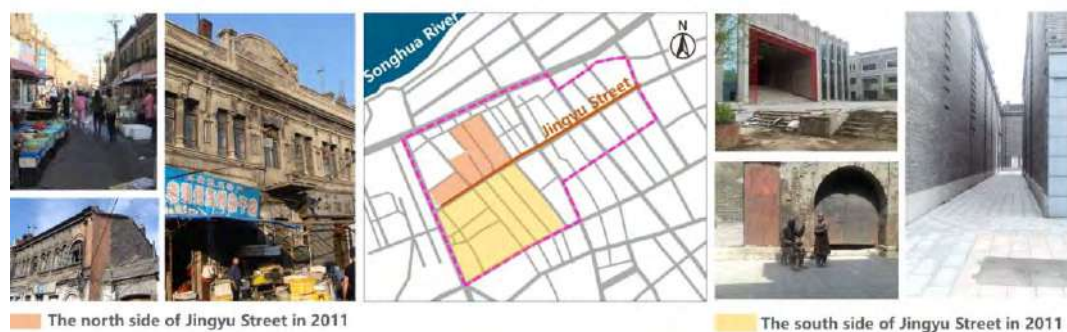 Songhua River
N
Jingyu Street
The north side of Jingyu Street in 2011
The south side of Jingyu Street in 2011